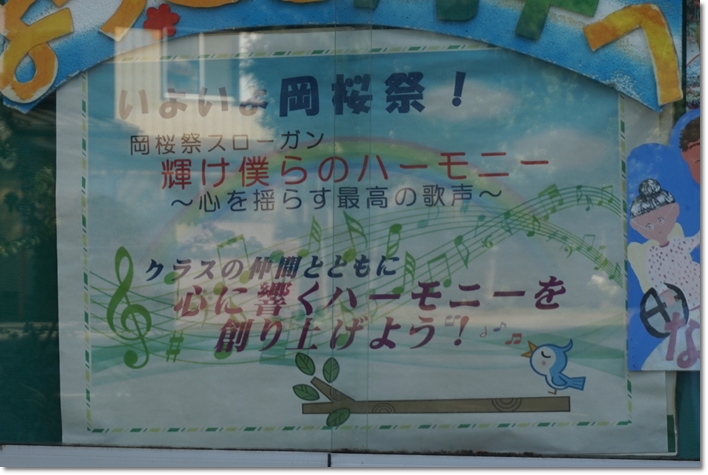 いよいよ岡桜祭！
岡桜祭スローガン
輝け僕らのハーモニー
～心を揺らす最高の歌声～
クラスの仲間とともに
心に響くハーモニーを
創り上げよう！
な